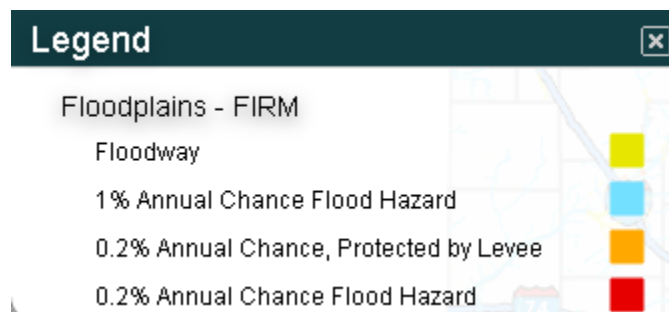 Legend
Floodplains - FIRM
Floodway
1% Annual Chance Flood Hazard
0.2% Annual Chance, Protected by Levee
0.2% Annual Chance Flood Hazard
74